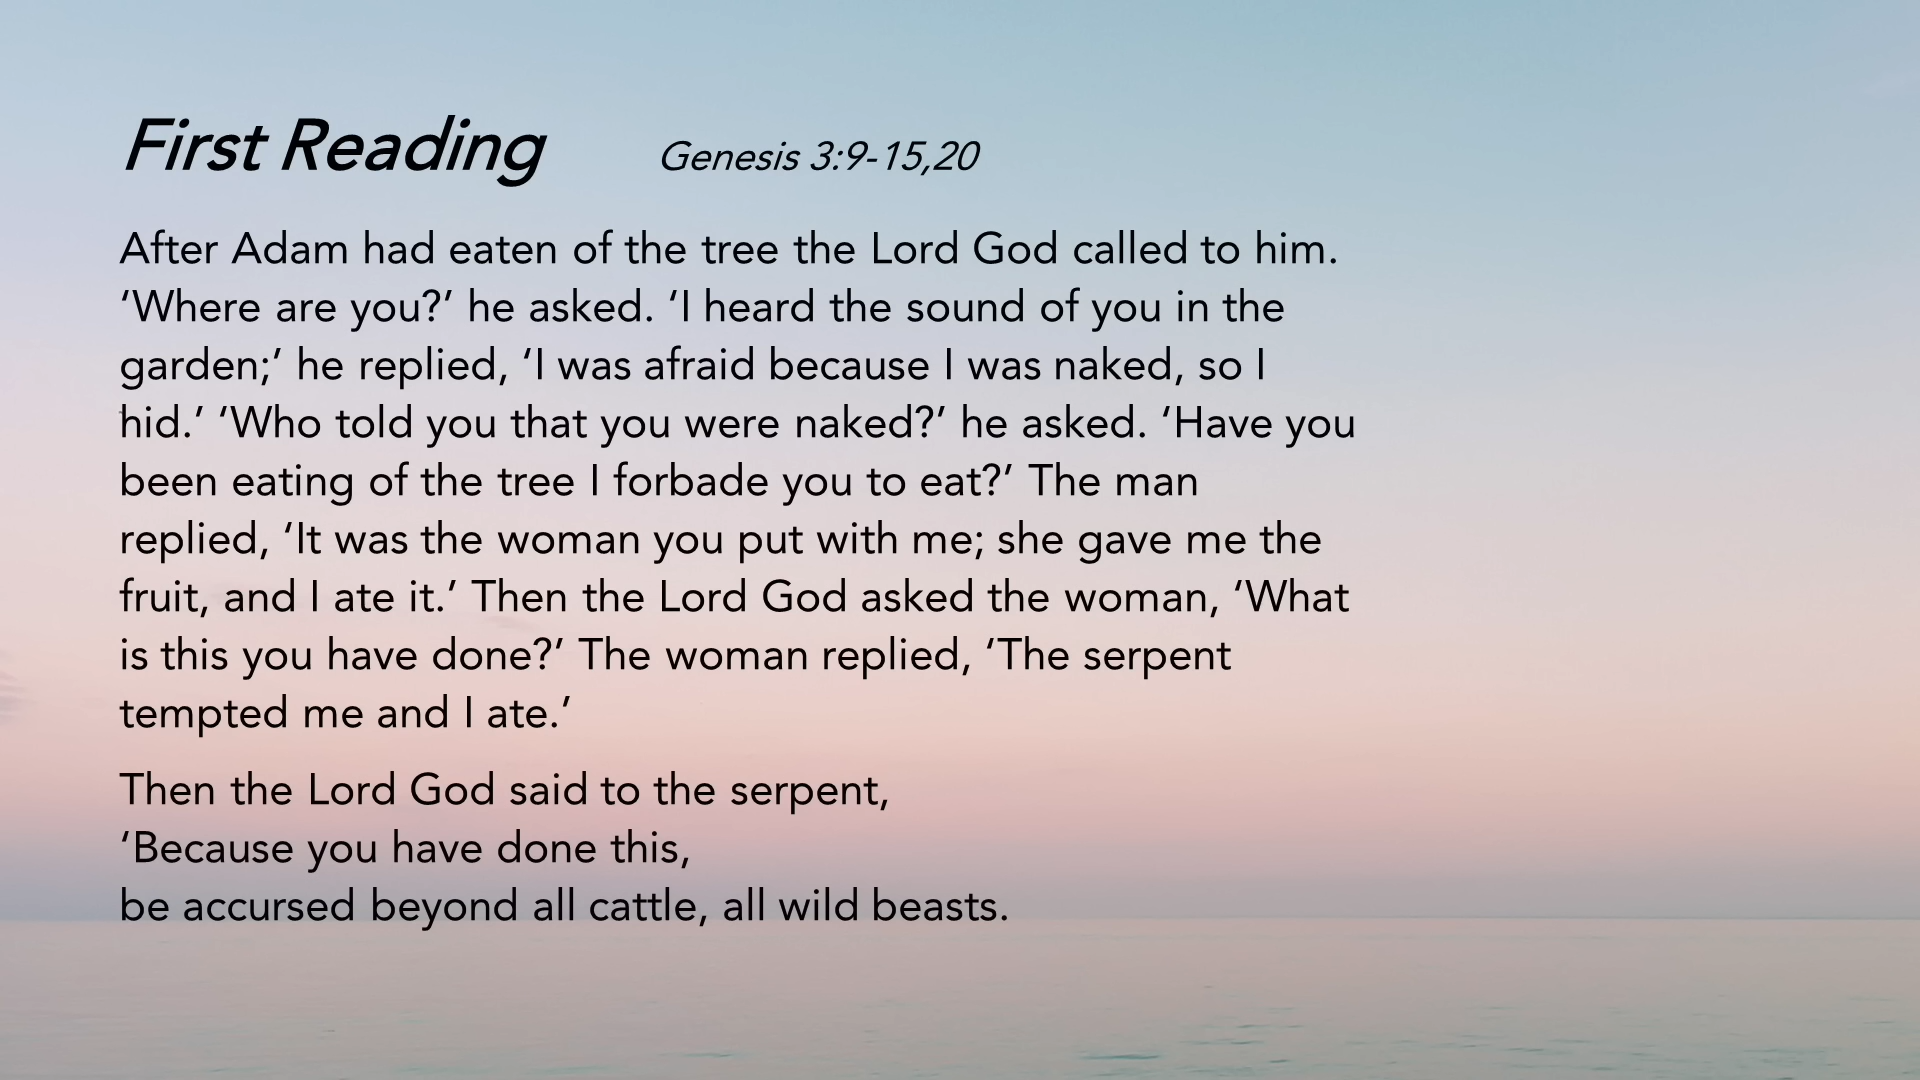 First Reading Genesis 3:9-15,20
After Adam had eaten of the tree the Lord God called to him.
‘Where are you?’ he asked. ‘I heard the sound of you in the
garden;’ he replied, ‘I was afraid because I was naked, so I
hid.’ ‘Who told you that you were naked?’ he asked. ‘Have you
been eating of the tree I forbade you to eat?’ The man
replied, ‘It was the woman you put with me; she gave me the
fruit, and I ate it.’ Then the Lord God asked the woman, ‘What
is this you have done?’ The woman replied, ‘The serpent
tempted me and I ate.’
Then the Lord God said to the serpent,
‘Because you have done this,
be accursed beyond all cattle, all wild beasts.